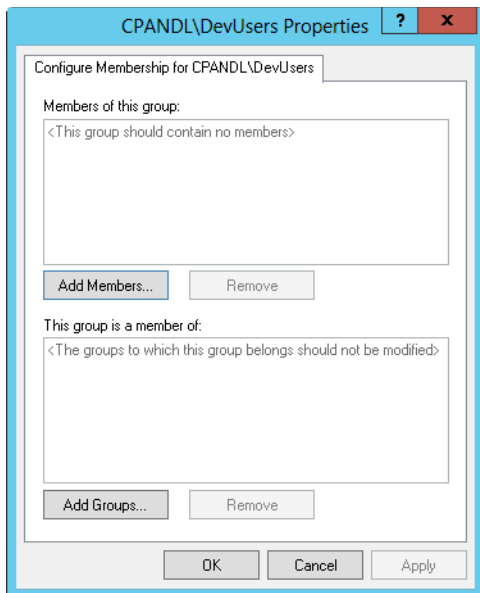 CPANDL\DevUsers Properties
?
x
Configure Membership for CPANDL\DevUsers
Members of this group:
<This group should contain no members>
Add Members...
Remove
This group is a member of:
<The groups to which this group belongs should not be modified>
Add Groups...
Remove
OK
Cancel
Apply